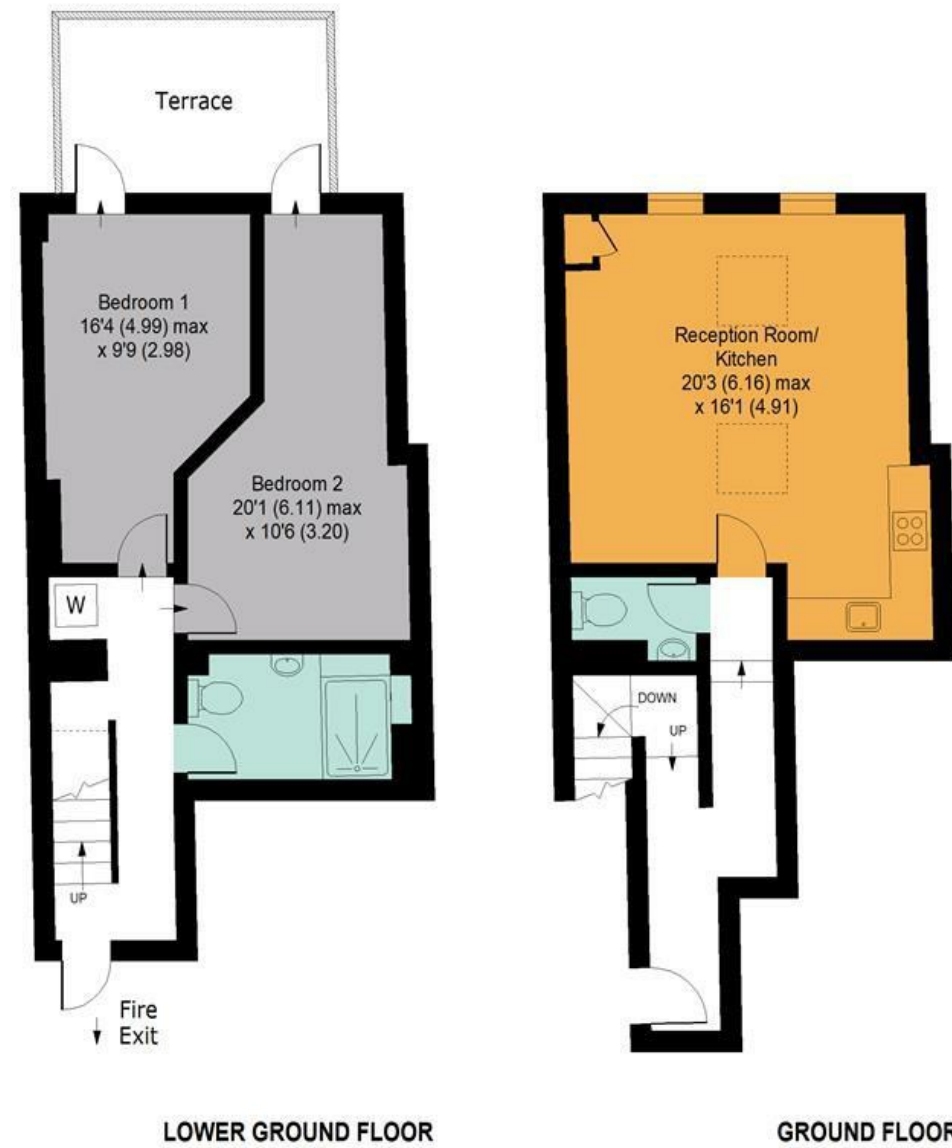 Terrace
Bedroom 1
16'4 (4.99) max
x 9'9 (2.98)
Bedroom 2
20'1 (6.11) max
x 10'6 (3.20)
W
UP
Fire
Exit
LOWER GROUND FLOOR
Reception Room/
Kitchen
20'3 (6.16) max
x 16'1 (4.91)
DOWN
UP
GROUND FLOOR